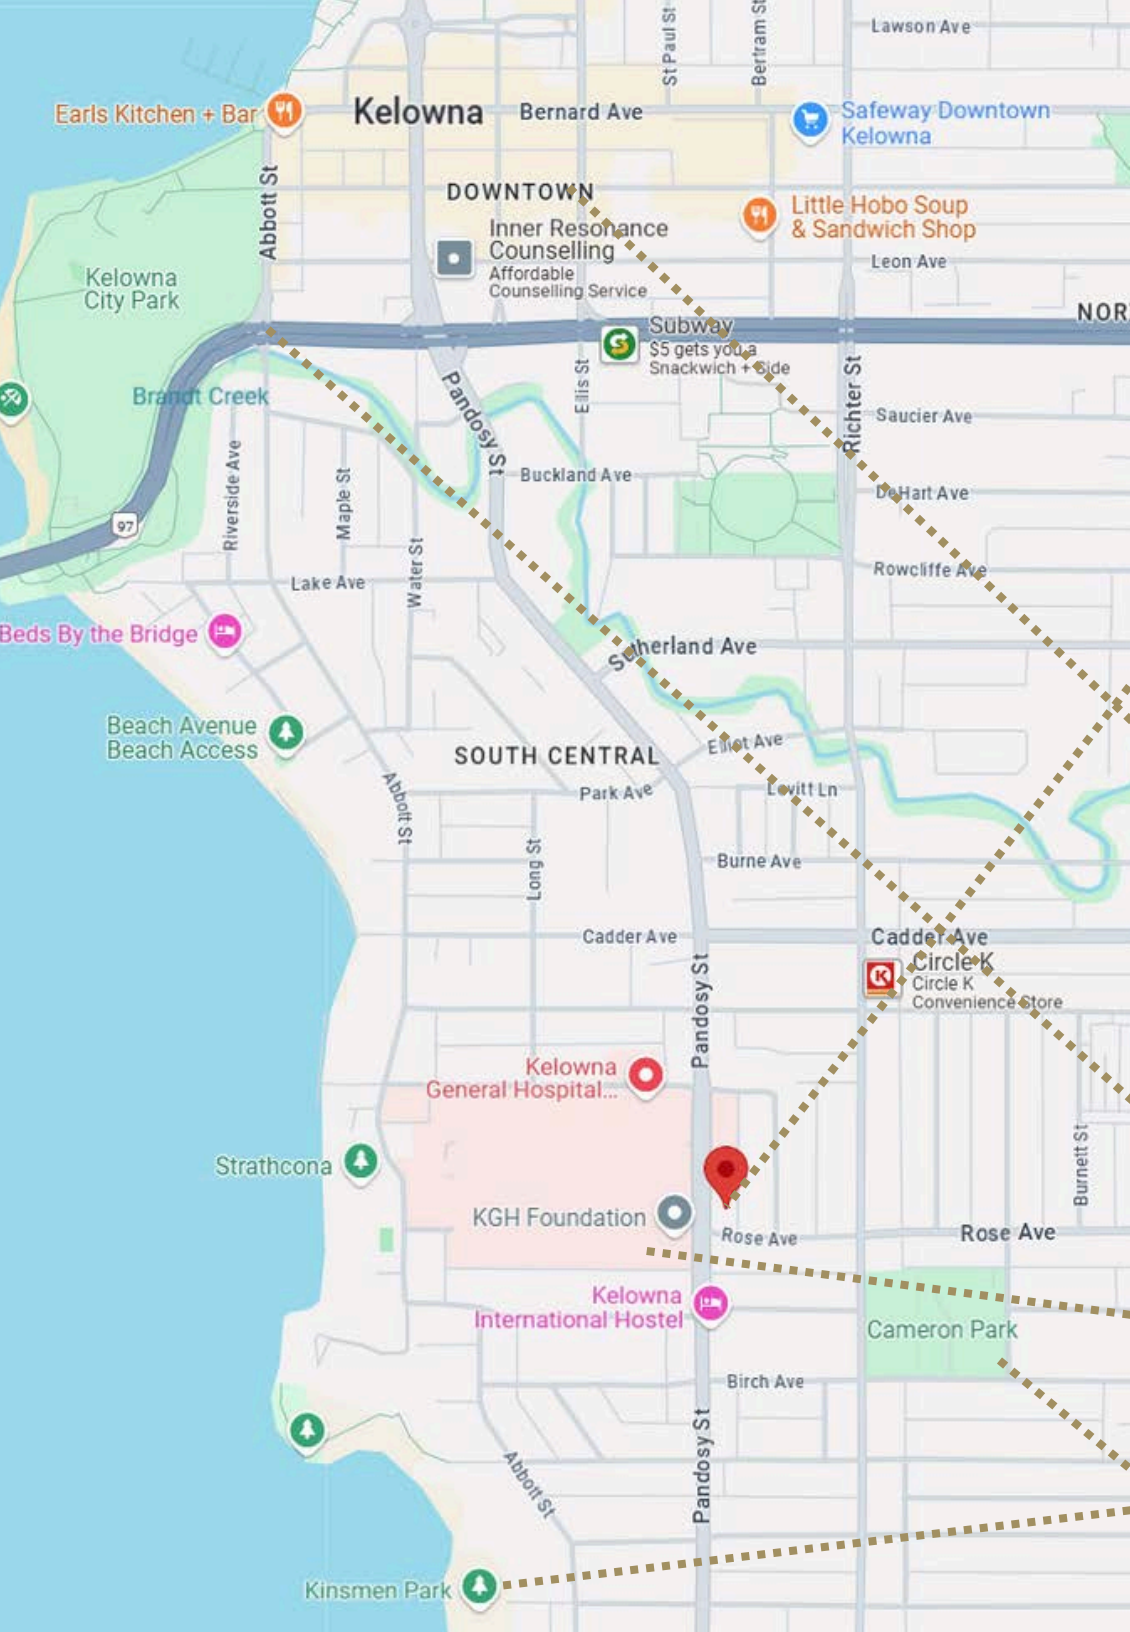 St Paul St
Bertram St
Lawson Ave
Earls Kitchen + Bar
Kelowna
Bernard Ave
Safeway Downtown
Kelowna
Abbott St
DOWNTOWN
Little Hobo Soup
& Sandwich Shop
Inner Resonance
Counselling
Affordable
Counselling Service
Leon Ave
Kelowna
City Park
NOR
Subway
$5 gets you a
Snackwich + Side
Brandt Creek
Pandosy St
Ellis St
Richter St
Saucier Ave
Riverside Ave
Maple St
Buckland Ave
DeHart Ave
97
Water St
Lake Ave
Rowcliffe Ave
Beds By the Bridge
Sutherland Ave
Beach Avenue
Beach Access
SOUTH CENTRAL
Elliot Ave
Abbott St
Park Ave
Lovitt Ln
Long St
Burne Ave
Cadder Ave
Cadder Ave
Circle K
Circle K
Convenience Store
Pandosy St
Kelowna
General Hospital...
Strathcona
Burnett St
KGH Foundation
Rose Ave
Rose Ave
Kelowna
International Hostel
Cameron Park
Birch Ave
Pandosy St
Abbott St
Kinsmen Park